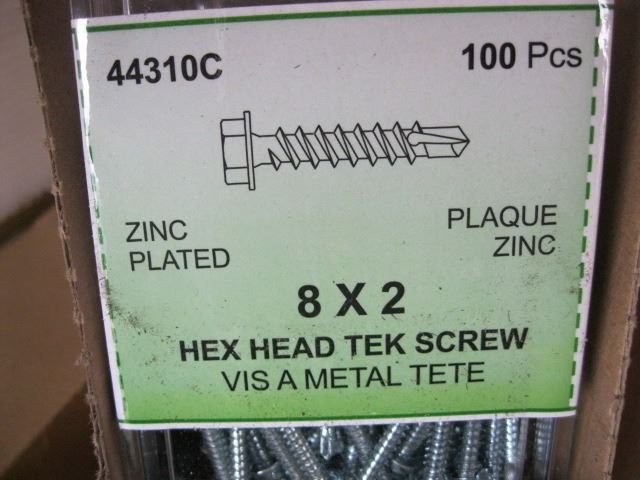 44310C
100 Pcs
ZINC
PLATED
PLAQUE
ZINC
8 X 2
HEX HEAD TEK SCREW
VIS A METAL TETE